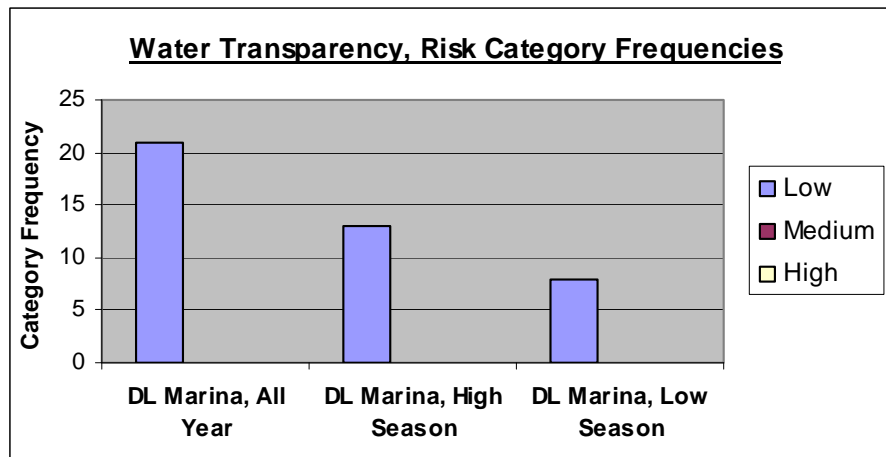 Water Transparency, Risk Category Frequencies
Category Frequency
25
20
15
10
5
0
DL Marina, All
Year
DL Marina, High
Season
DL Marina, Low
Season
Low
Medium
High